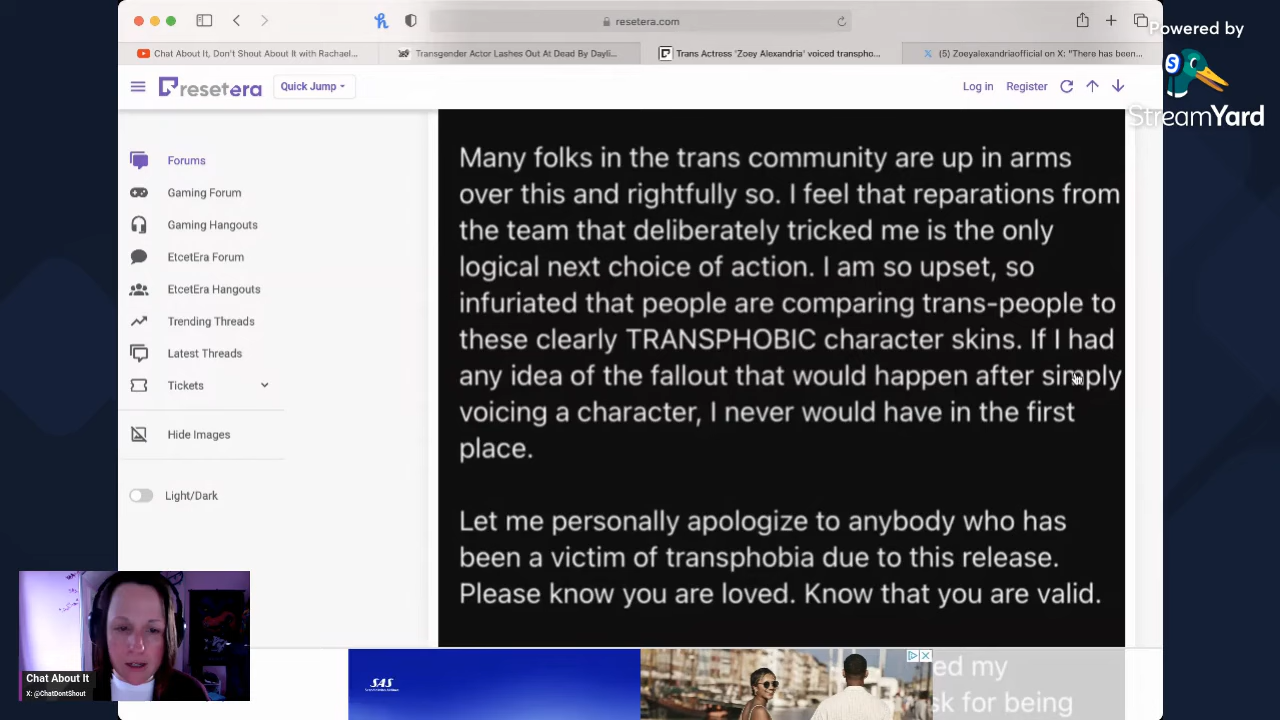 Powered by
StreamYard
resetera.com
Chat About It, Don't Shout About It with Rachael...
Transgender Actor Lashes Out At Dead By Dayli...
Trans Actress 'Zoey Alexandria' voiced transpho...
(5) Zoeyalexandriaofficial on X: "There has been...
resetera
Quick Jump
Log in
Register
Forums
Gaming Forum
Gaming Hangouts
EtcetEra Forum
EtcetEra Hangouts
Trending Threads
Latest Threads
Tickets
Hide Images
Light/Dark
Many folks in the trans community are up in arms
over this and rightfully so. I feel that reparations from
the team that deliberately tricked me is the only
logical next choice of action. I am so upset, so
infuriated that people are comparing trans-people to
these clearly TRANSPHOBIC character skins. If I had
any idea of the fallout that would happen after simply
voicing a character, I never would have in the first
place.
Let me personally apologize to anybody who has
been a victim of transphobia due to this release.
Please know you are loved. Know that you are valid.
ed my
sk for being
SAS
Chat About It
X: @ChatDontShout